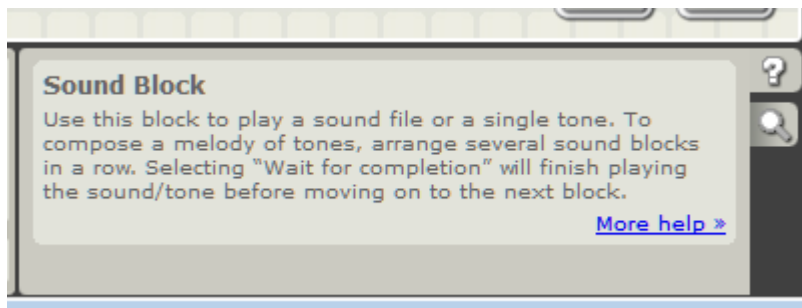 Sound Block
Use this block to play a sound file or a single tone. To
compose a melody of tones, arrange several sound blocks
in a row. Selecting “Wait for completion” will finish playing
the sound/tone before moving on to the next block.
More help »
?